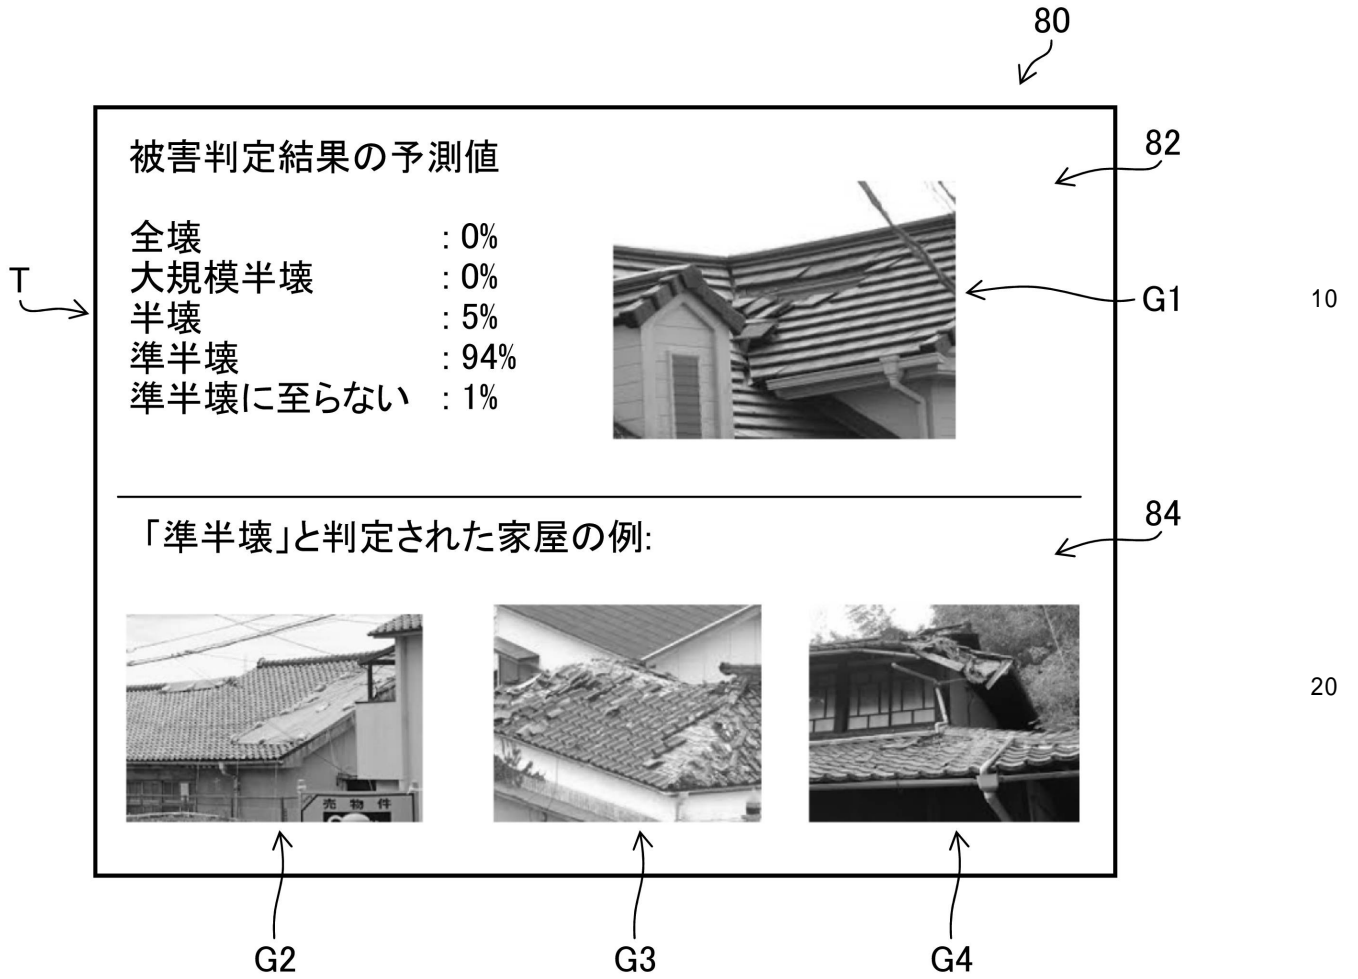 80
被害判定結果の予測値
82
全壊 : 0%
大規模半壊 : 0%
T
半壊 : 5%
G1
10
準半壊 : 94%
準半壊に至らない : 1%
84
「準半壊」と判定された家屋の例:
20
売物件
G2 G3 G4